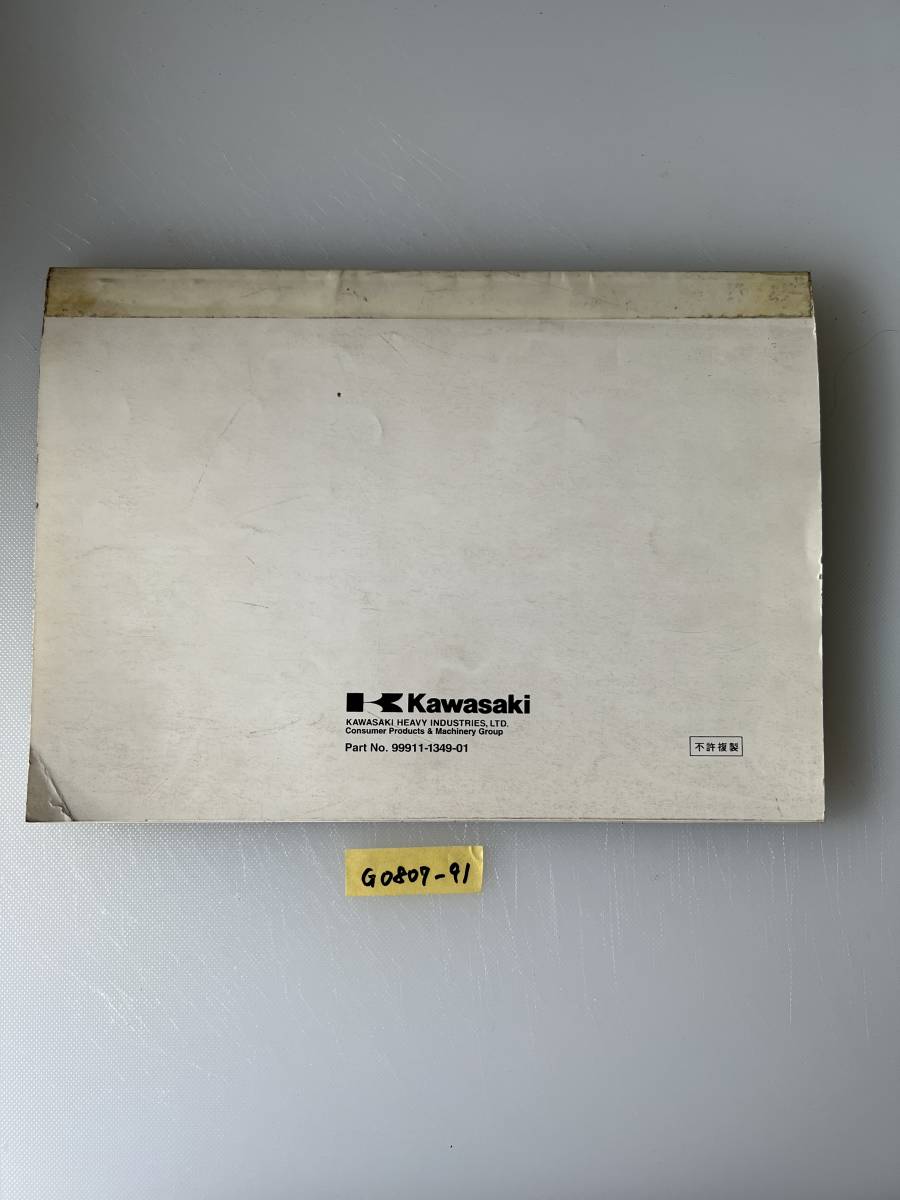 Kawasaki
KAWASAKI HEAVY INDUSTRIES, LTD.
Consumer Products & Machinery Group
Part No. 99911-1349-01
不許複製
G0807-91